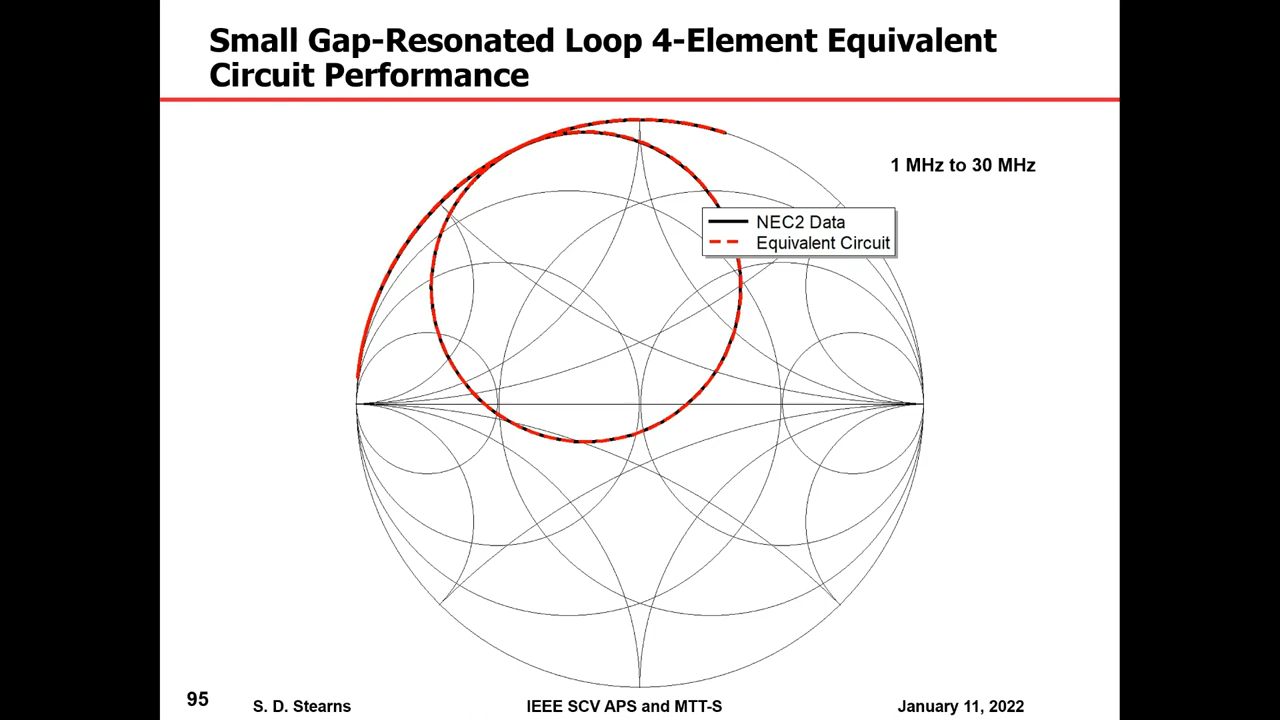 Small Gap-Resonated Loop 4-Element Equivalent
Circuit Performance
1 MHz to 30 MHz
NEC2 Data
Equivalent Circuit
95
S. D. Stearns
IEEE SCV APS and MTT-S
January 11, 2022